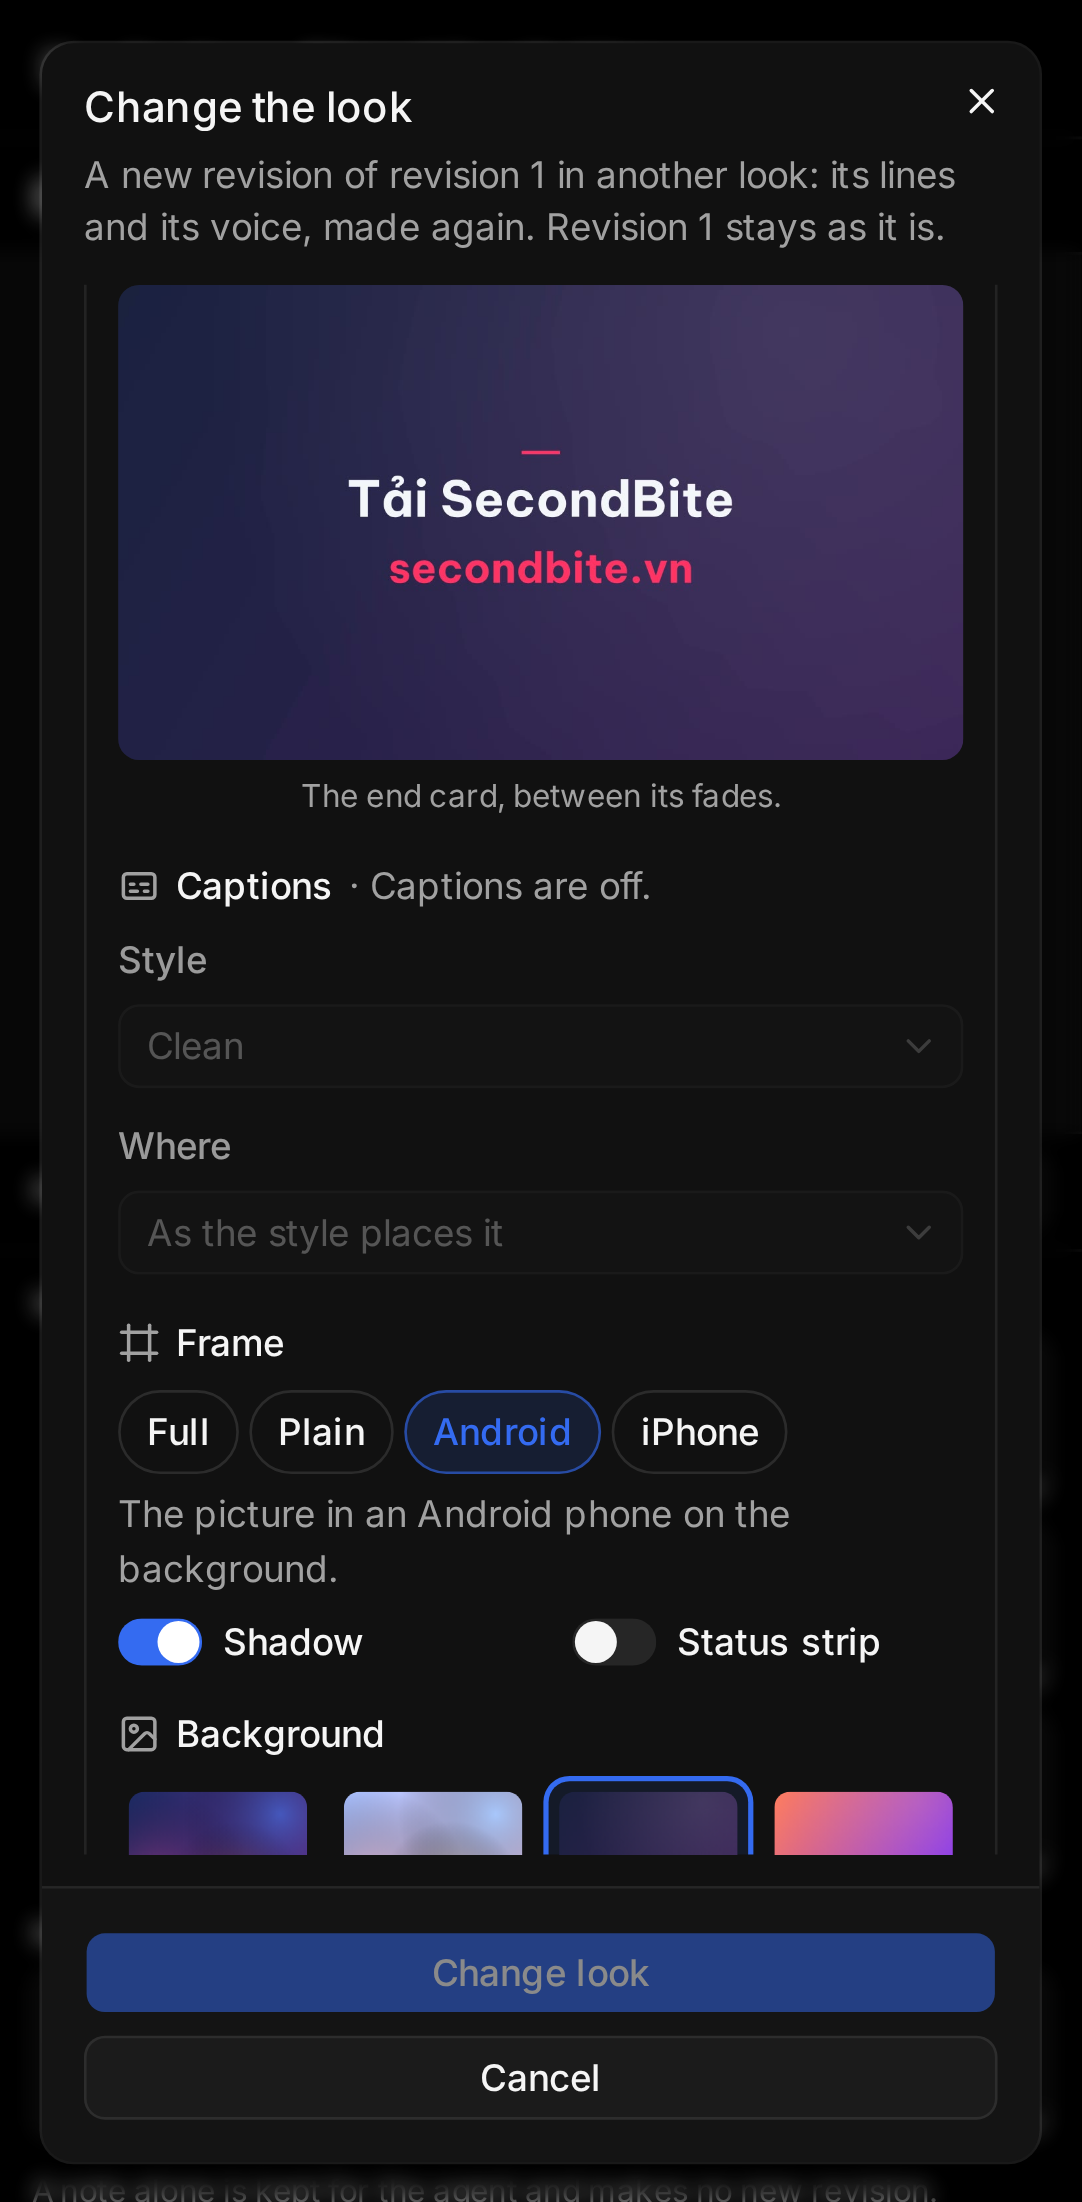 Change the look
A new revision of revision 1 in another look: its lines
and its voice, made again. Revision 1 stays as it is.
Tải SecondBite
secondbite.vn
The end card, between its fades.
Captions · Captions are off.
Style
Clean
Where
As the style places it
Frame
Full Plain Android iPhone
The picture in an Android phone on the
background.
Shadow Status strip
Background
Change look
Cancel
A note alone is kept for the agent and makes no new revision.